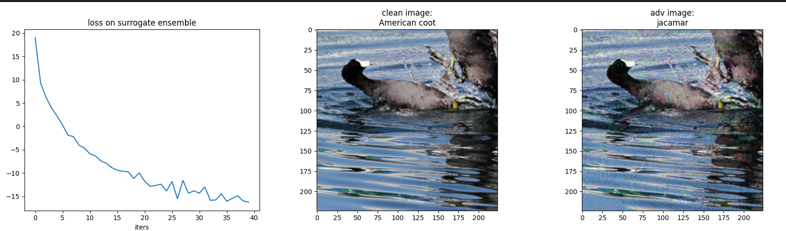 loss on surrogate ensemble
20
15
10
5
0
−5
−10
−15
0 5 10 15 20 25 30 35 40
iters
clean image:
American coot
0
25
50
75
100
125
150
175
200
0 25 50 75 100 125 150 175 200
adv image:
jacamar
0
25
50
75
100
125
150
175
200
0 25 50 75 100 125 150 175 200